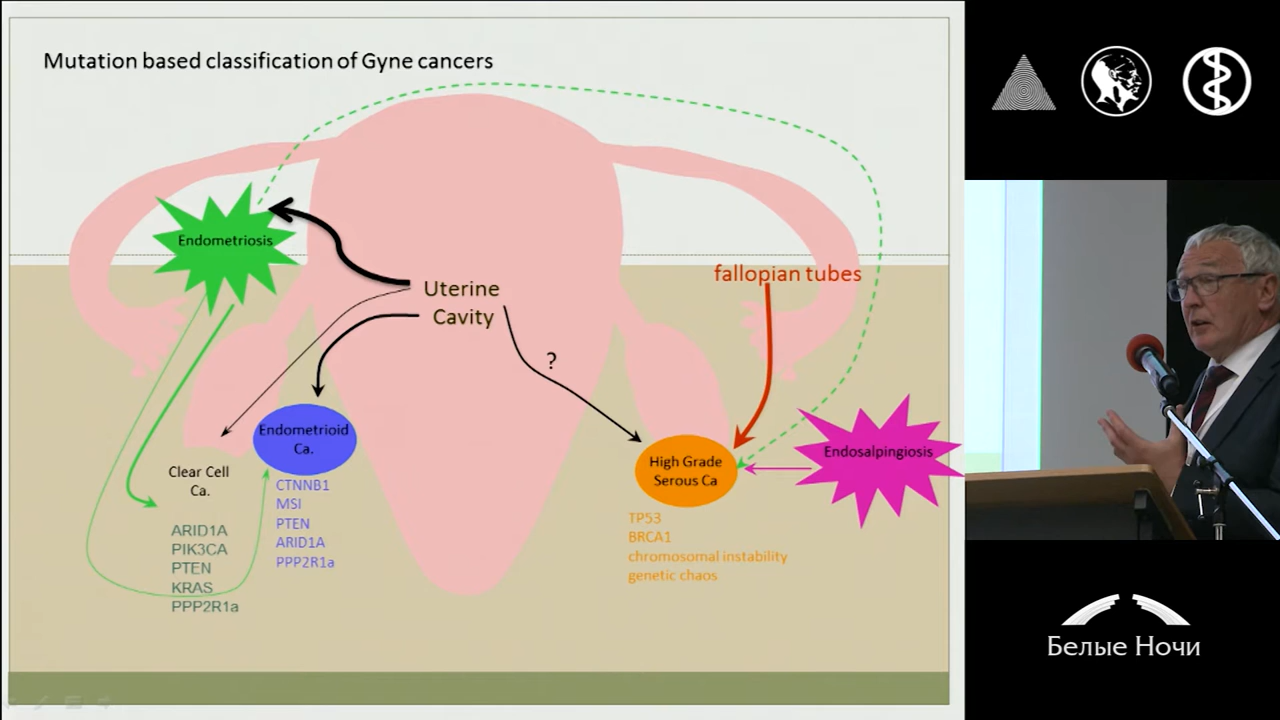 Mutation based classification of Gyne cancers
Endometriosis
Uterine
Cavity
fallopian tubes
?
Endometrioid
Ca.
Clear Cell
Ca.
High Grade
Serous Ca
Endosalpingiosis
CTNNB1
MSI
PTEN
ARID1A
PPP2R1a
ARID1A
PIK3CA
PTEN
KRAS
PPP2R1a
TP53
BRCA1
chromosomal instability
genetic chaos
Белые Ночи